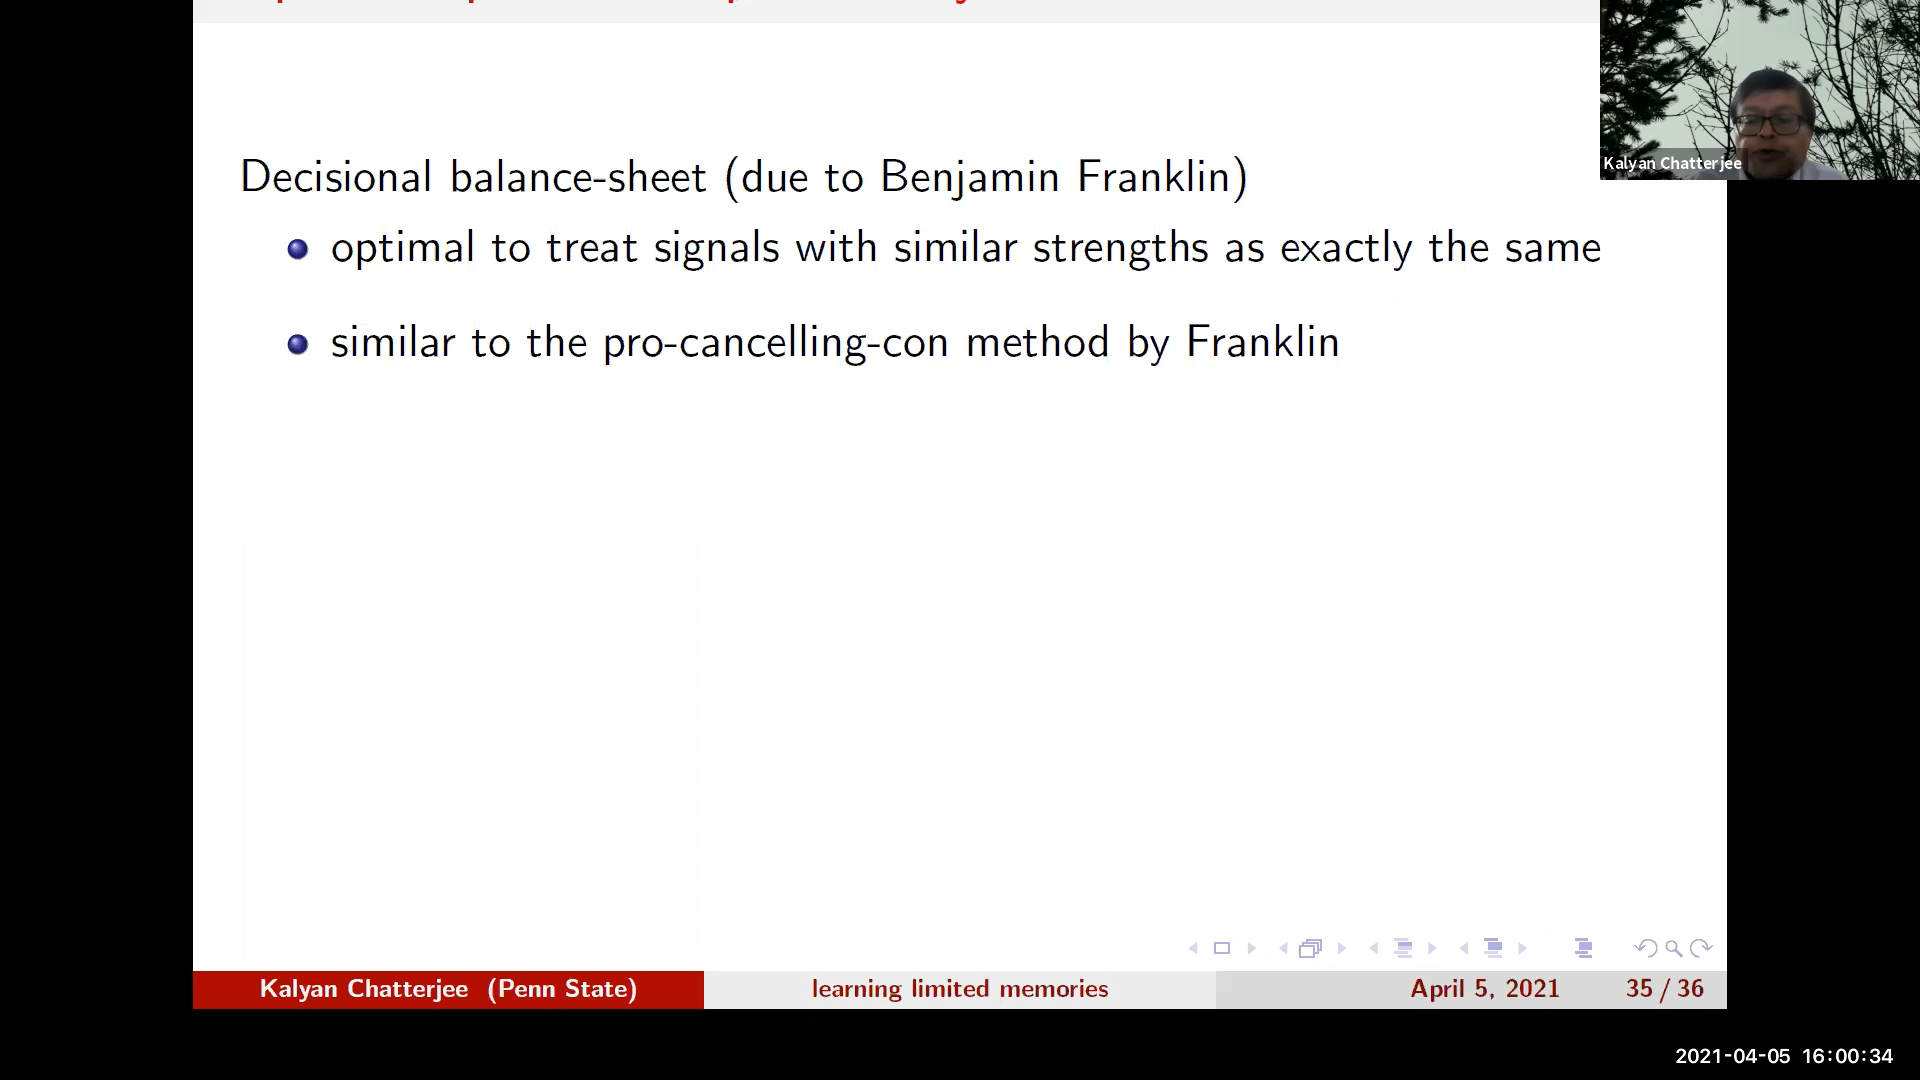 Decisional balance-sheet (due to Benjamin Franklin)
optimal to treat signals with similar strengths as exactly the same
similar to the pro-cancelling-con method by Franklin
Kalyan Chatterjee
Kalyan Chatterjee (Penn State)
learning limited memories
April 5, 2021
35 / 36
2021-04-05 16:00:34